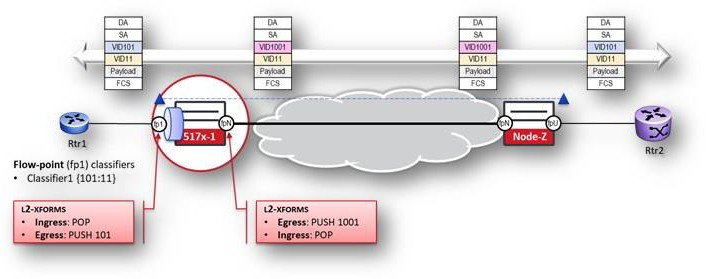 DA
SA
VID101
VID11
Payload
FCS
DA
SA
VID1001
VID11
Payload
FCS
DA
SA
VID1001
VID11
Payload
FCS
DA
SA
VID101
VID11
Payload
FCS
Rtr1
fp1
517x-1
fpN
fpN
Node-Z
fpU
Rtr2
Flow-point (fp1) classifiers
• Classifier1 {101:11}
L2-XFORMS
• Ingress: POP
• Egress: PUSH 101
L2-XFORMS
• Egress: PUSH 1001
• Ingress: POP